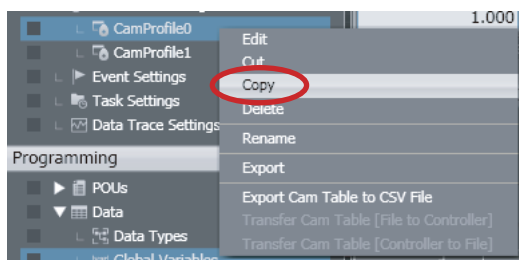 1.000
CamProfile0
CamProfile1
Event Settings
Task Settings
Data Trace Settings
Programming
POUs
Data
Data Types
Global Variables
Edit
Cut
Copy
Delete
Rename
Export
Export Cam Table to CSV File
Transfer Cam Table [File to Controller]
Transfer Cam Table [Controller to File]